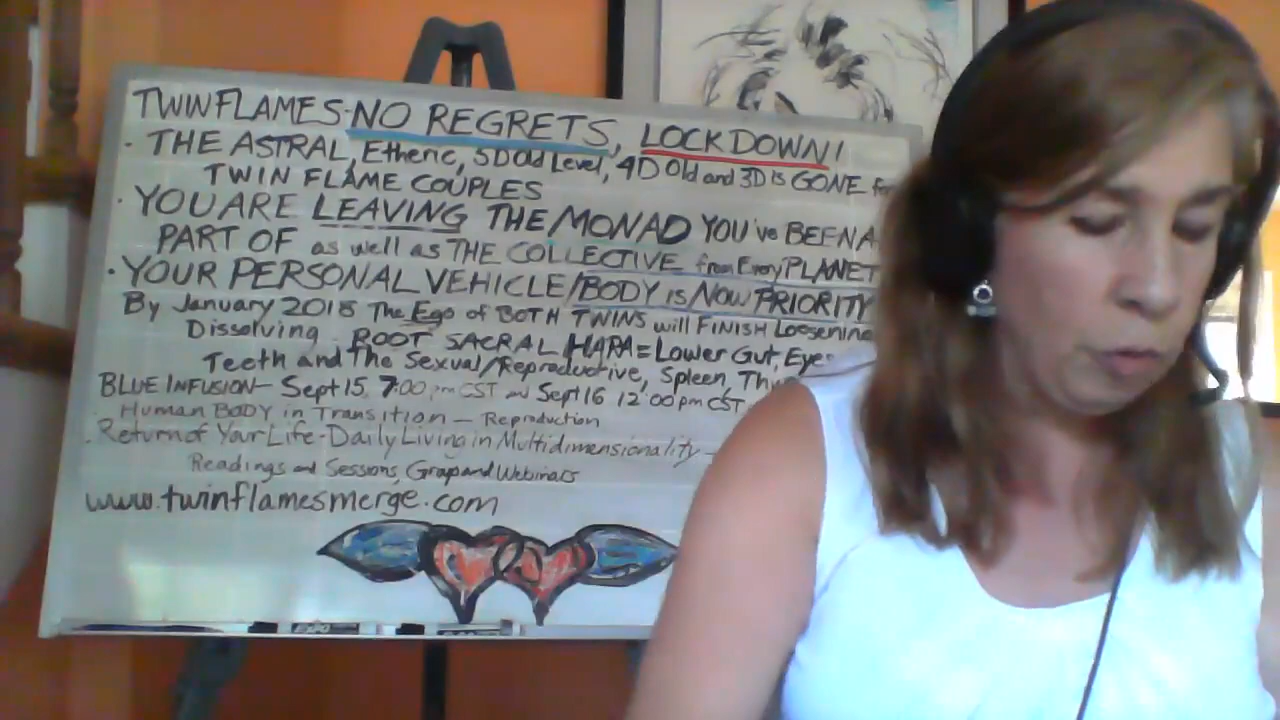 TWINFLAMES-NO REGRETS, LOCKDOWN!
· THE ASTRAL, Etheric, 5D Old Level, 4D Old and 3D is GONE for
TWIN FLAME COUPLES
· YOU ARE LEAVING THE MONAD YOU'VE BEEN A
PART OF as well as THE COLLECTIVE from Every PLANET
· YOUR PERSONAL VEHICLE/BODY is NOW PRIORITY
By January 2018 The Ego of BOTH TWINS will FINISH Loosening
Dissolving. ROOT SACRAL HARA = Lower Gut, Eye
Teeth and The Sexual/Reproductive, Spleen,
BLUE INFUSION- Sept 15, 7:00 pm CST and Sept 16 12:00pm CST
· HUMAN BODY in Transition - Reproduction
· Return of Your Life-Daily Living in Multidimensionality -
Readings and Sessions, Group and Webinars
www.twinflamesmerge.com
EXPO